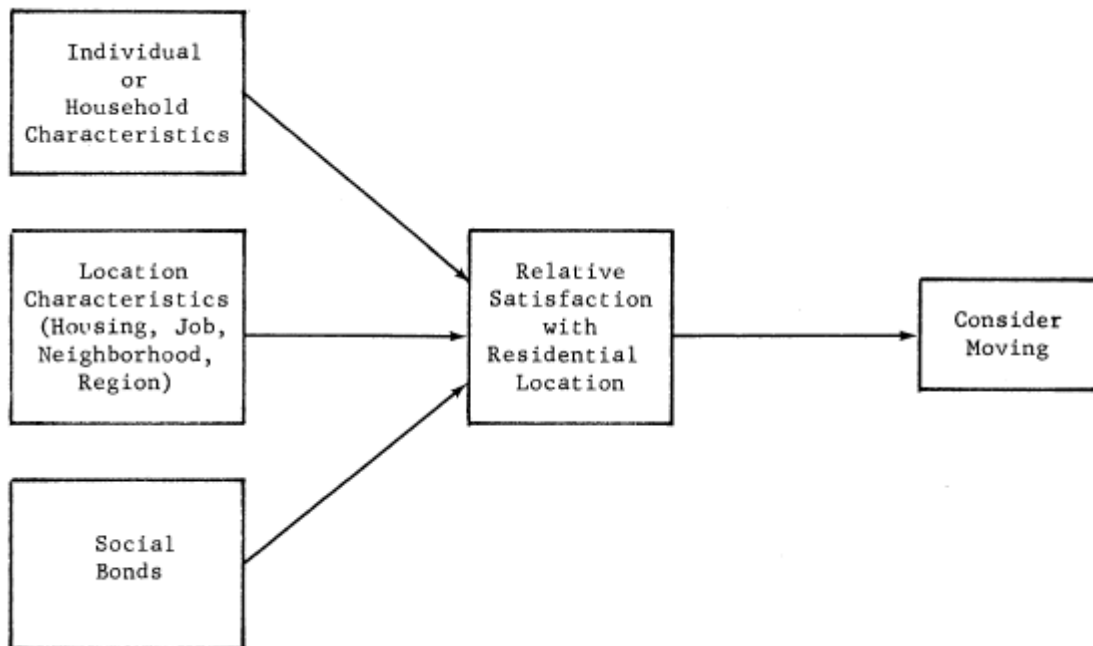 Individual
or
Household
Characteristics
Location
Characteristics
(Housing, Job,
Neighborhood,
Region)
Social
Bonds
Relative
Satisfaction
with
Residential
Location
Consider
Moving